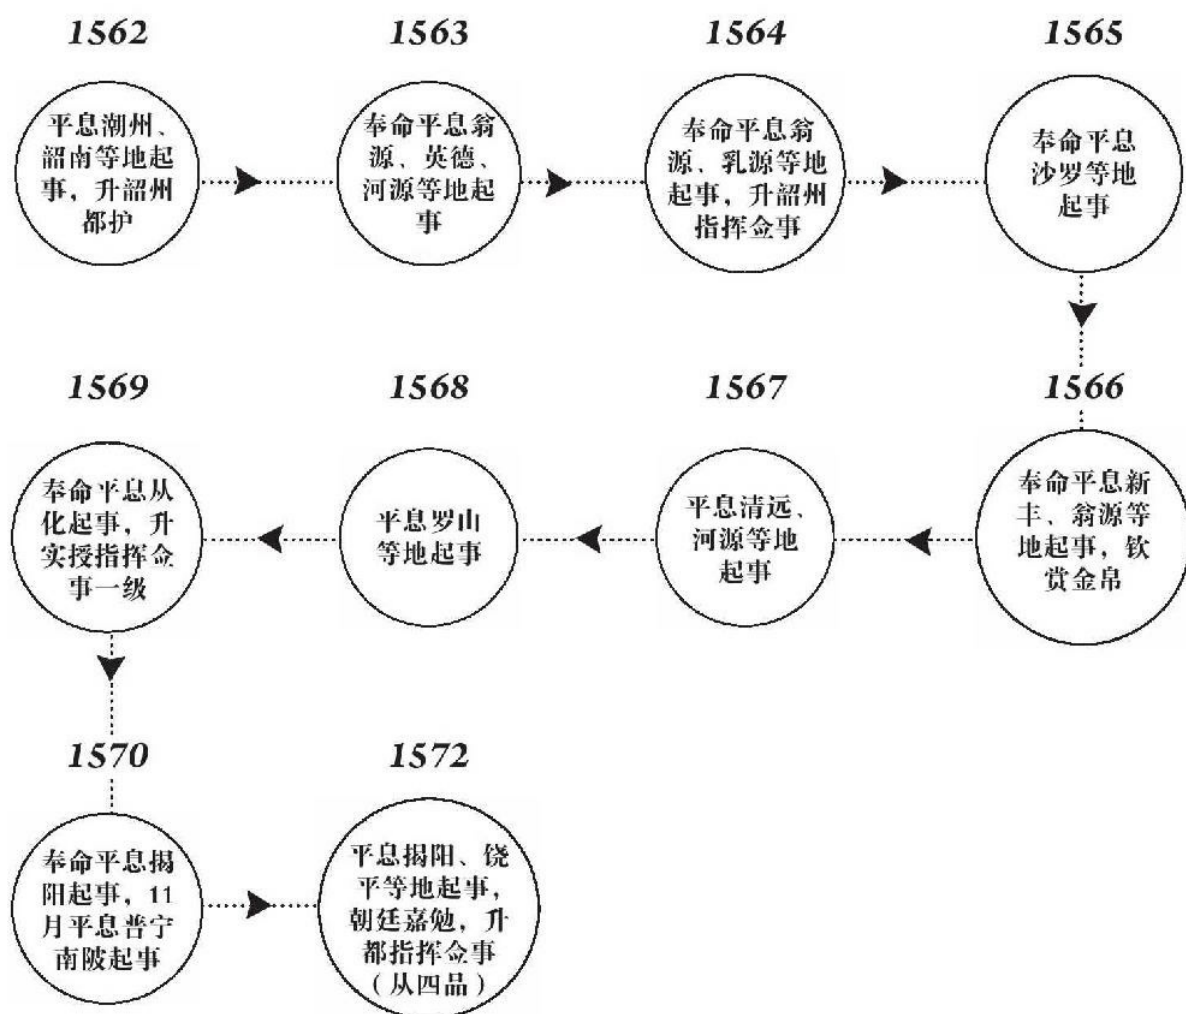 1562
平息潮州、
韶南等地起
事，升韶州
都护
1563
奉命平息翁
源、英德、
河源等地起
事
1564
奉命平息翁
源、乳源等地
起事，升韶州
指挥佥事
1565
奉命平息
沙罗等地
起事
1566
奉命平息新
丰、翁源等
地起事，钦
赏金帛
1567
平息清远、
河源等地
起事
1568
平息罗山
等地起事
1569
奉命平息从
化起事，升
实授指挥佥
事一级
1570
奉命平息揭
阳起事，11
月平息普宁
南陂起事
1572
平息揭阳、饶
平等地起事，
朝廷嘉勉，升
都指挥佥事
（从四品）